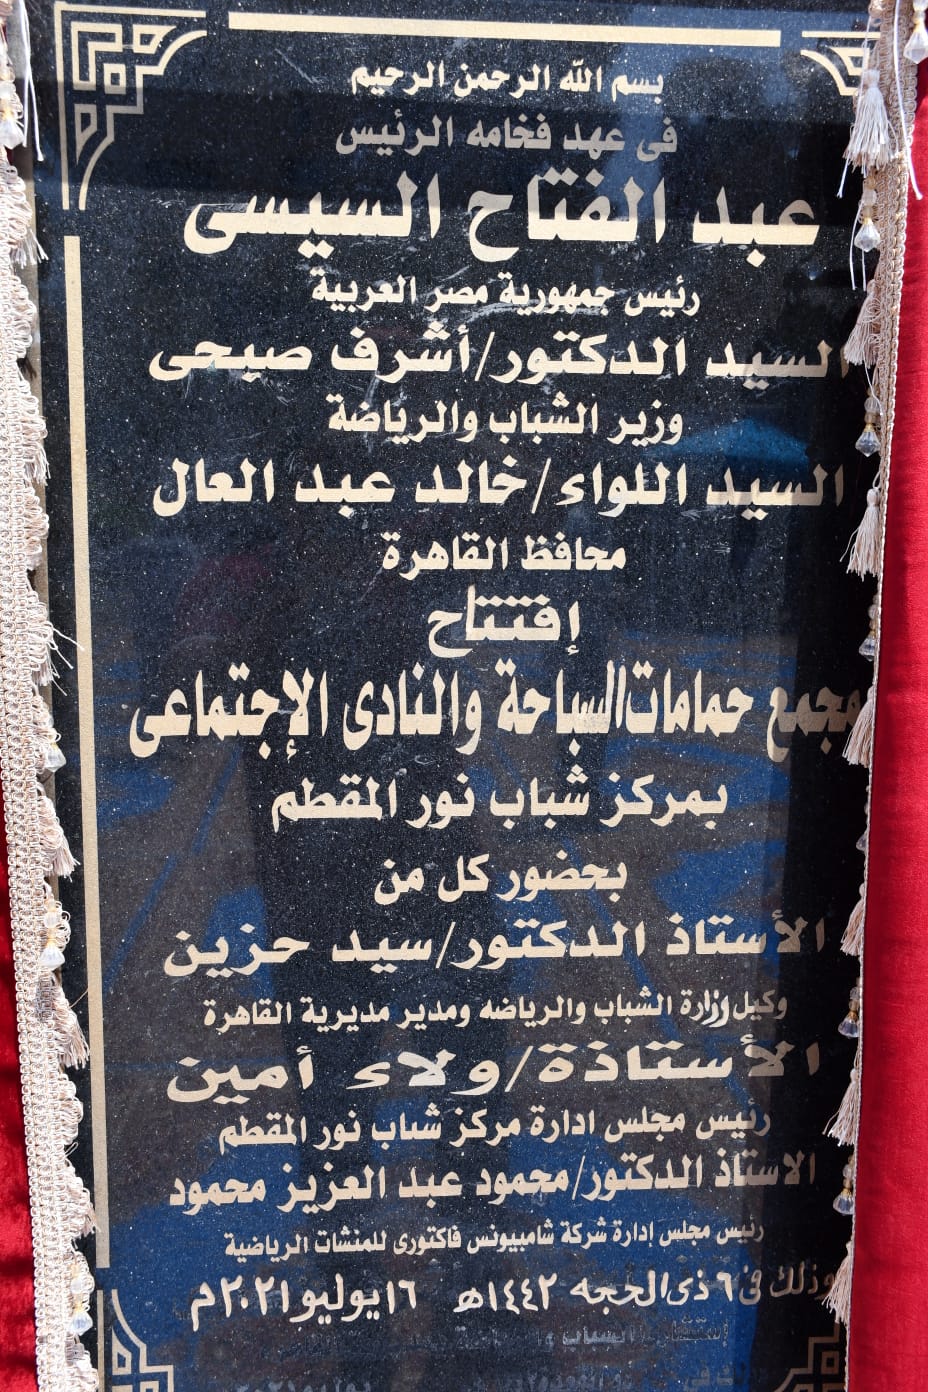 بسم الله الرحمن الرحيم
فى عهد فخامه الرئيس
عبد الفتاح السيسى
رئيس جمهورية مصر العربية
السيد الدكتور/أشرف صبحى
وزير الشباب والرياضة
السيد اللواء/خالد عبد العال
محافظ القاهرة
إفتتاح
مجمع حمامات السباحة والنادى الإجتماعى
بمركز شباب نور المقطم
بحضور كل من
الأستاذ الدكتور/سيد حزين
وكيل وزارة الشباب والرياضه ومدير مديرية القاهرة
الأستاذة/ولاء أمين
رئيس مجلس ادارة مركز شباب نور المقطم
الاستاذ الدكتور/محمود عبد العزيز محمود
رئيس مجلس إدارة شركة شامبيونس فاكتورى للمنشات الرياضية
وذلك فى ٦ ذى الحجه ١٤٤٢هـ ١٦ يوليو ٢٠٢١م